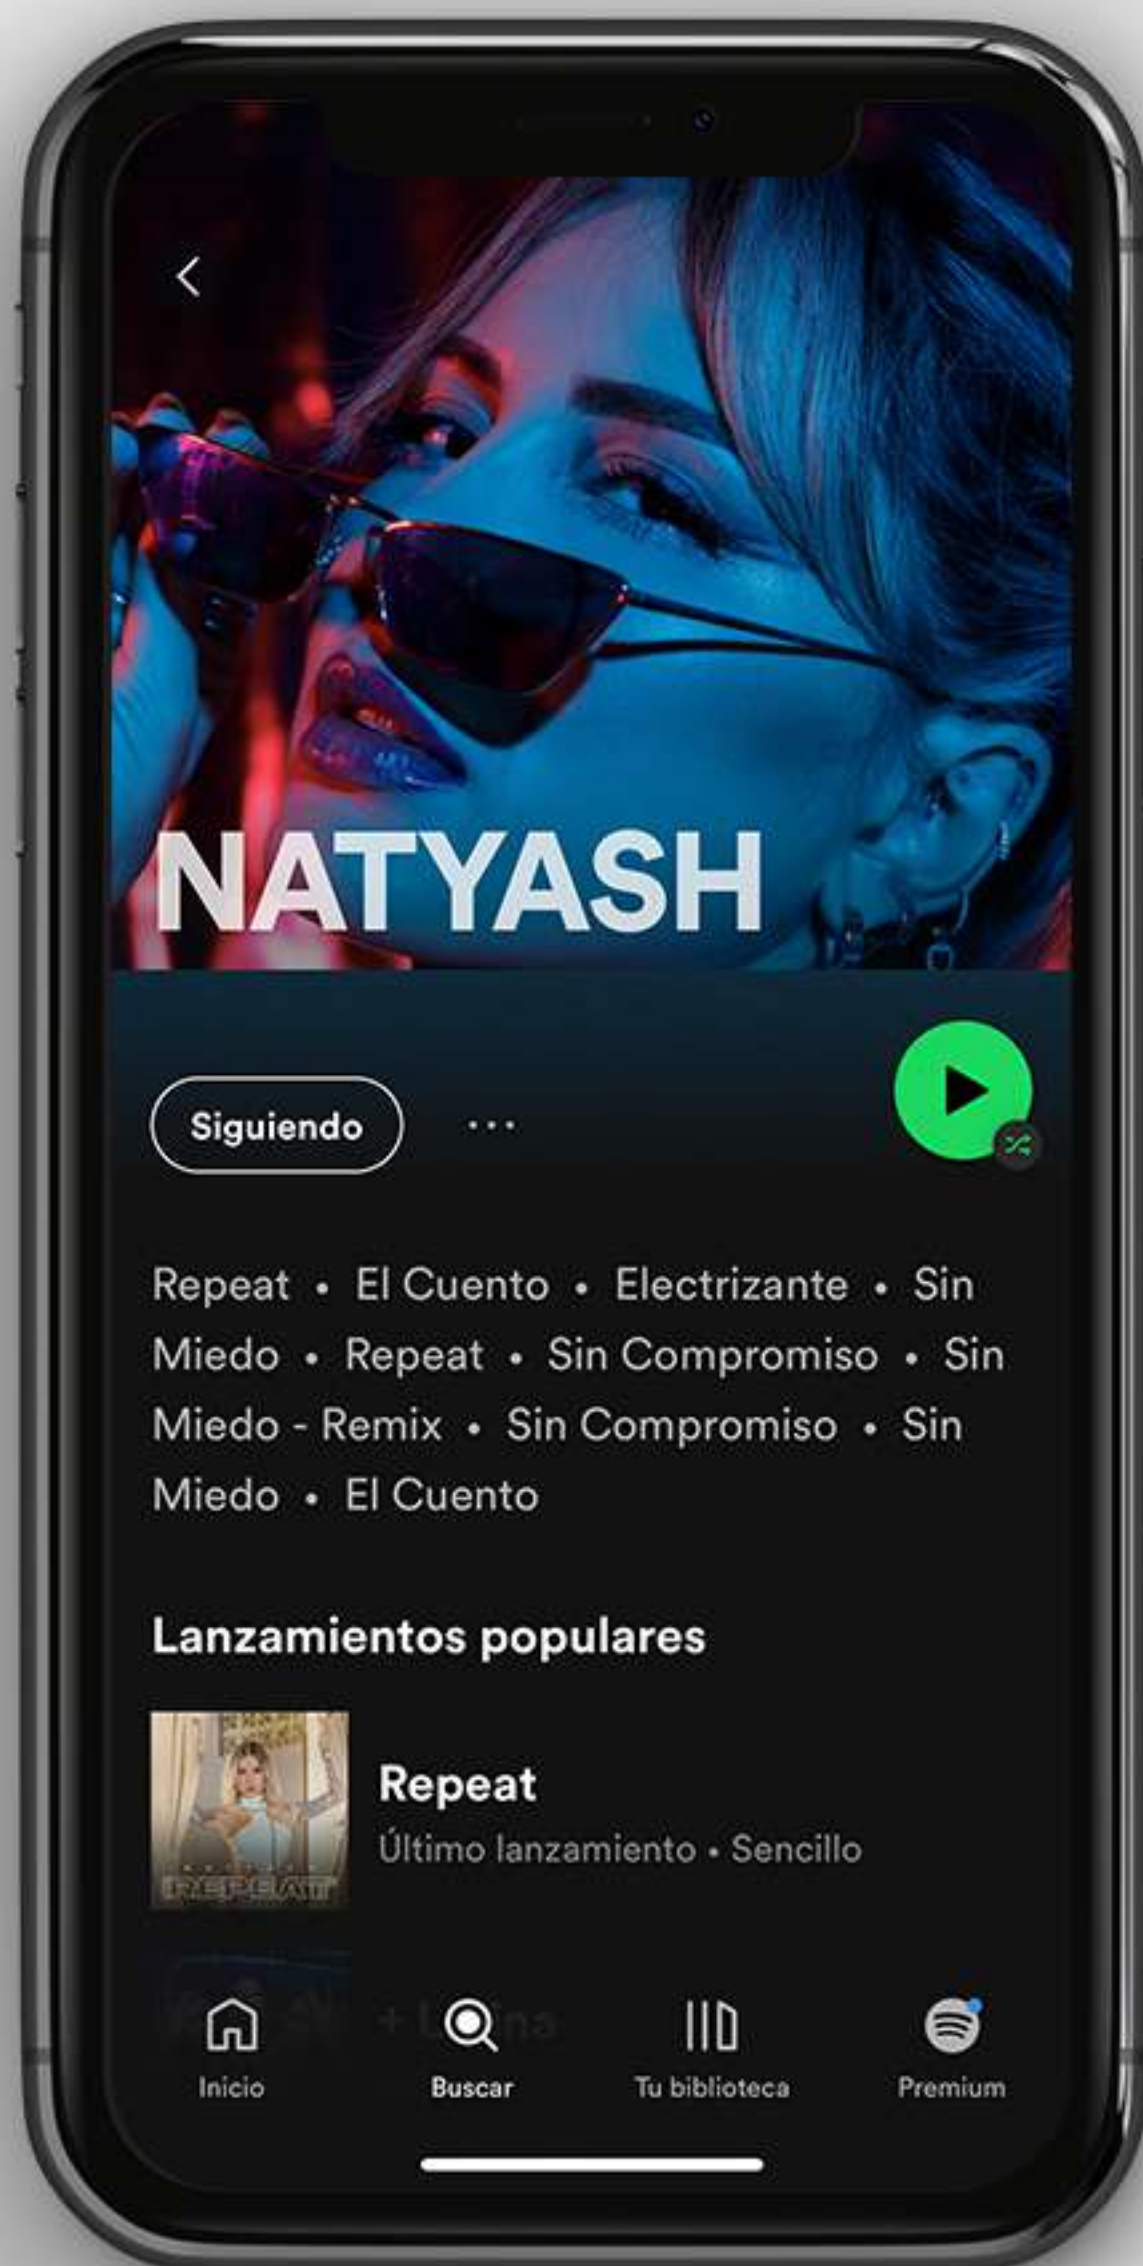 NATYASH
Siguiendo
Repeat • El Cuento • Electrizante • Sin
Miedo • Repeat • Sin Compromiso • Sin
Miedo - Remix • Sin Compromiso • Sin
Miedo • El Cuento
Lanzamientos populares
Repeat
Último lanzamiento • Sencillo
REPEAT
Inicio
Buscar
Tu biblioteca
Premium